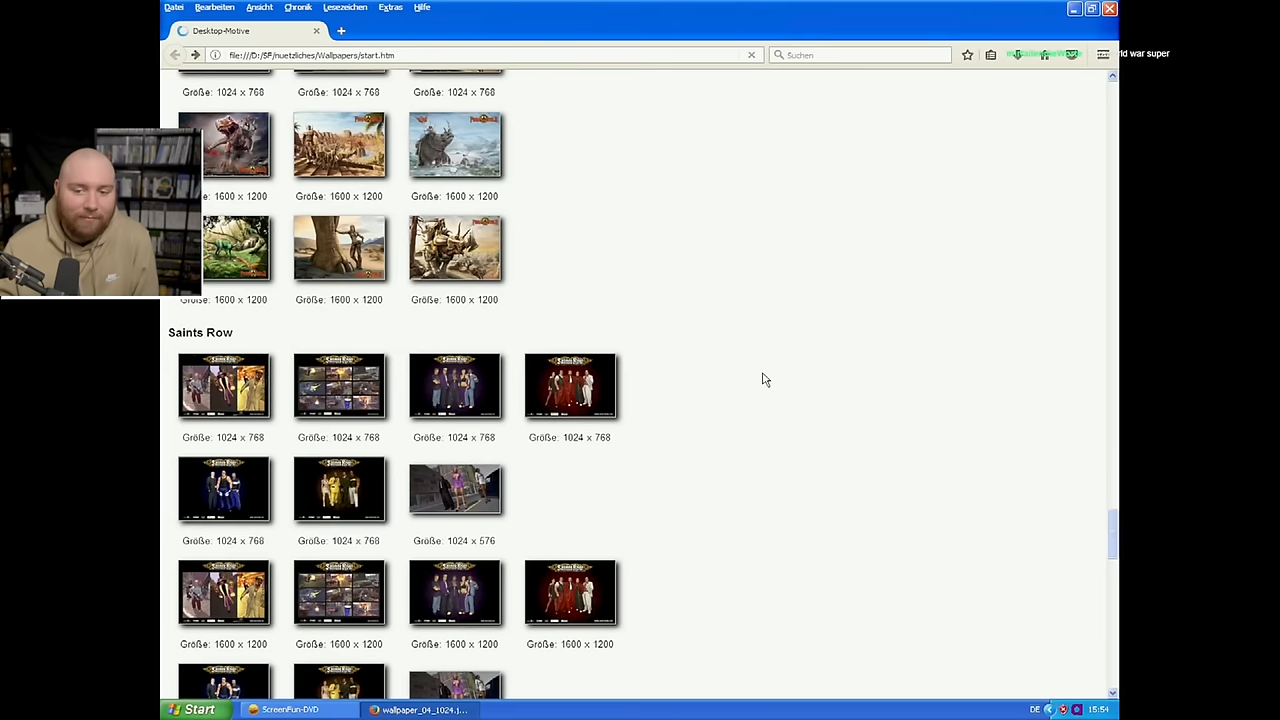 Datei Bearbeiten Ansicht Chronik Lesezeichen Extras Hilfe
Desktop-Motive
file:///D:/SF/nuetzliches/Wallpapers/start.htm
Suchen
rld war super
Größe: 1024 x 768 Größe: 1024 x 768 Größe: 1024 x 768
Größe: 1600 x 1200 Größe: 1600 x 1200
Größe: 1600 x 1200 Größe: 1600 x 1200 Größe: 1600 x 1200
Saints Row
Größe: 1024 x 768 Größe: 1024 x 768 Größe: 1024 x 768 Größe: 1024 x 768
Größe: 1024 x 768 Größe: 1024 x 768 Größe: 1024 x 576
Größe: 1600 x 1200 Größe: 1600 x 1200 Größe: 1600 x 1200 Größe: 1600 x 1200
Start ScreenFun-DVD wallpaper_04_1024.j... DE 15:54